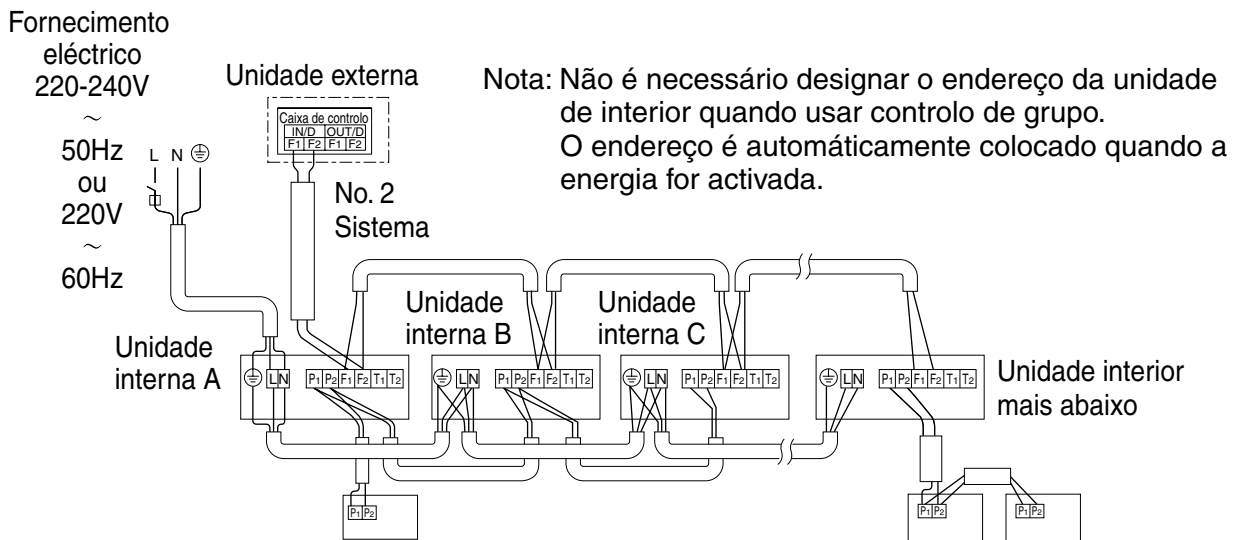 Fornecimento
eléctrico
220-240V
~
50Hz
ou
220V
~
60Hz
L N
Unidade externa
Caixa de controlo
IN/D OUT/D
F1 F2 F1 F2
No. 2
Sistema
Nota: Não é necessário designar o endereço da unidade
de interior quando usar controlo de grupo.
O endereço é automáticamente colocado quando a
energia for activada.
Unidade
interna A
Unidade
interna B
Unidade
interna C
Unidade interior
mais abaixo
L N P1 P2 F1 F2 T1 T2
L N P1 P2 F1 F2 T1 T2
L N P1 P2 F1 F2 T1 T2
L N P1 P2 F1 F2 T1 T2
P1 P2
P1 P2
P1 P2